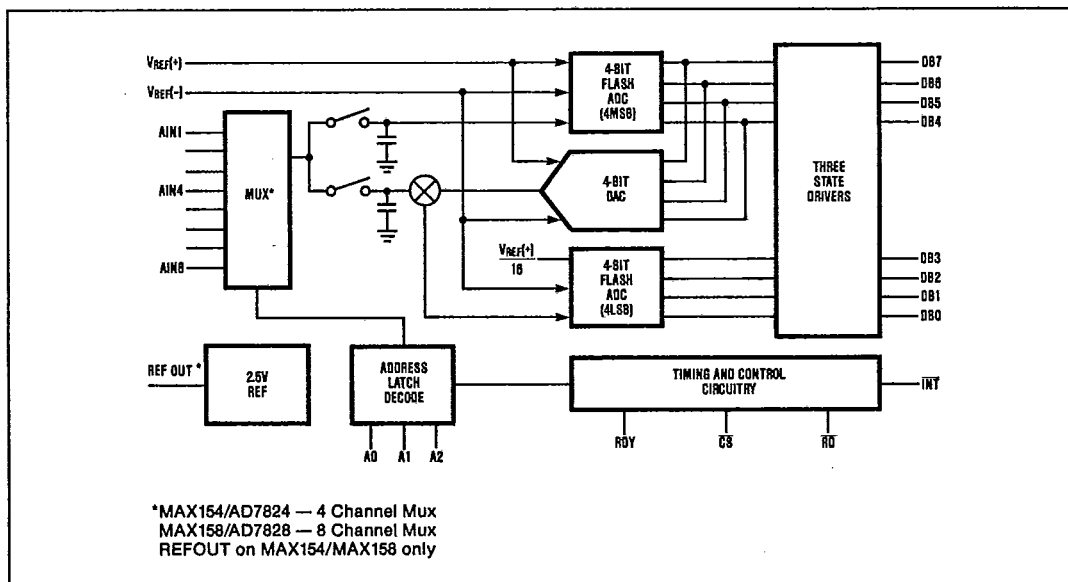 VREF(+)
VREF(-)
AIN1
AIN4
AIN8
MUX*
4-BIT
FLASH
ADC
(4MSB)
4-BIT
DAC
VREF(+)
16
4-BIT
FLASH
ADC
(4LSB)
THREE
STATE
DRIVERS
DB7
DB6
DB5
DB4
DB3
DB2
DB1
DB0
REF OUT *
2.5V
REF
ADDRESS
LATCH
DECODE
A0 A1 A2
TIMING AND CONTROL
CIRCUITRY
INT
RDY CS RD
*MAX154/AD7824 — 4 Channel Mux
MAX158/AD7828 — 8 Channel Mux
REFOUT on MAX154/MAX158 only